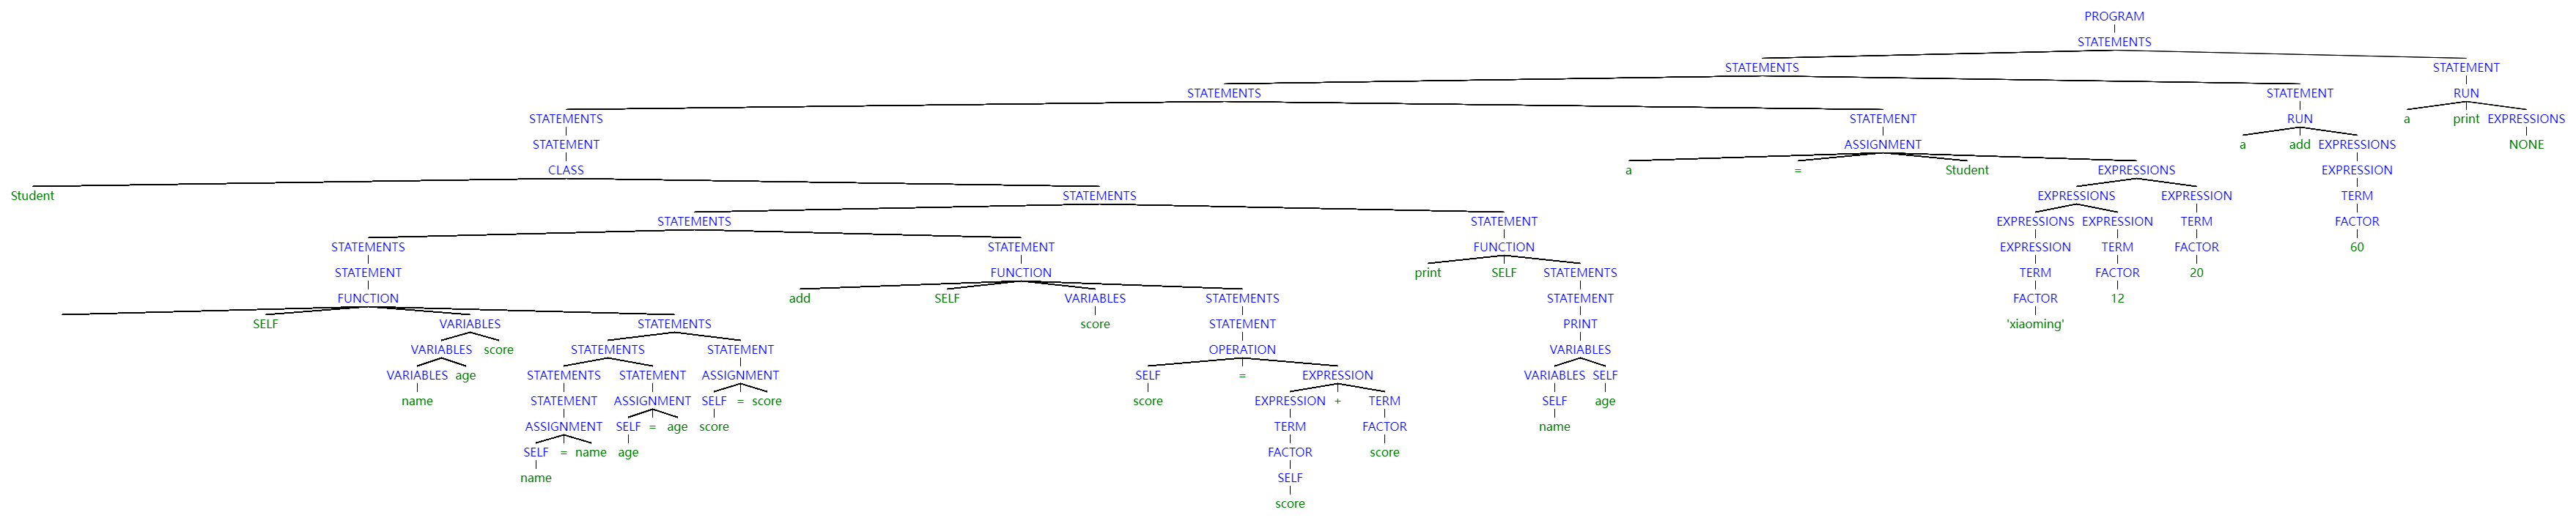 PROGRAM
STATEMENTS
STATEMENTS STATEMENT
STATEMENTS STATEMENT RUN
STATEMENTS STATEMENT RUN a print EXPRESSIONS
STATEMENT ASSIGNMENT a add EXPRESSIONS NONE
CLASS a = Student EXPRESSIONS EXPRESSION
Student STATEMENTS EXPRESSIONS EXPRESSION TERM
STATEMENTS STATEMENT EXPRESSIONS EXPRESSION TERM FACTOR
STATEMENTS STATEMENT FUNCTION EXPRESSION TERM FACTOR 60
STATEMENT FUNCTION print SELF STATEMENTS TERM FACTOR 20
FUNCTION add SELF VARIABLES STATEMENTS STATEMENT FACTOR 12
SELF VARIABLES STATEMENTS score STATEMENT PRINT 'xiaoming'
VARIABLES score STATEMENTS STATEMENT OPERATION VARIABLES
VARIABLES age STATEMENTS STATEMENT ASSIGNMENT SELF = EXPRESSION VARIABLES SELF
name STATEMENT ASSIGNMENT SELF = score score EXPRESSION + TERM SELF age
ASSIGNMENT SELF = age score TERM FACTOR name
SELF = name age FACTOR score
name SELF
score